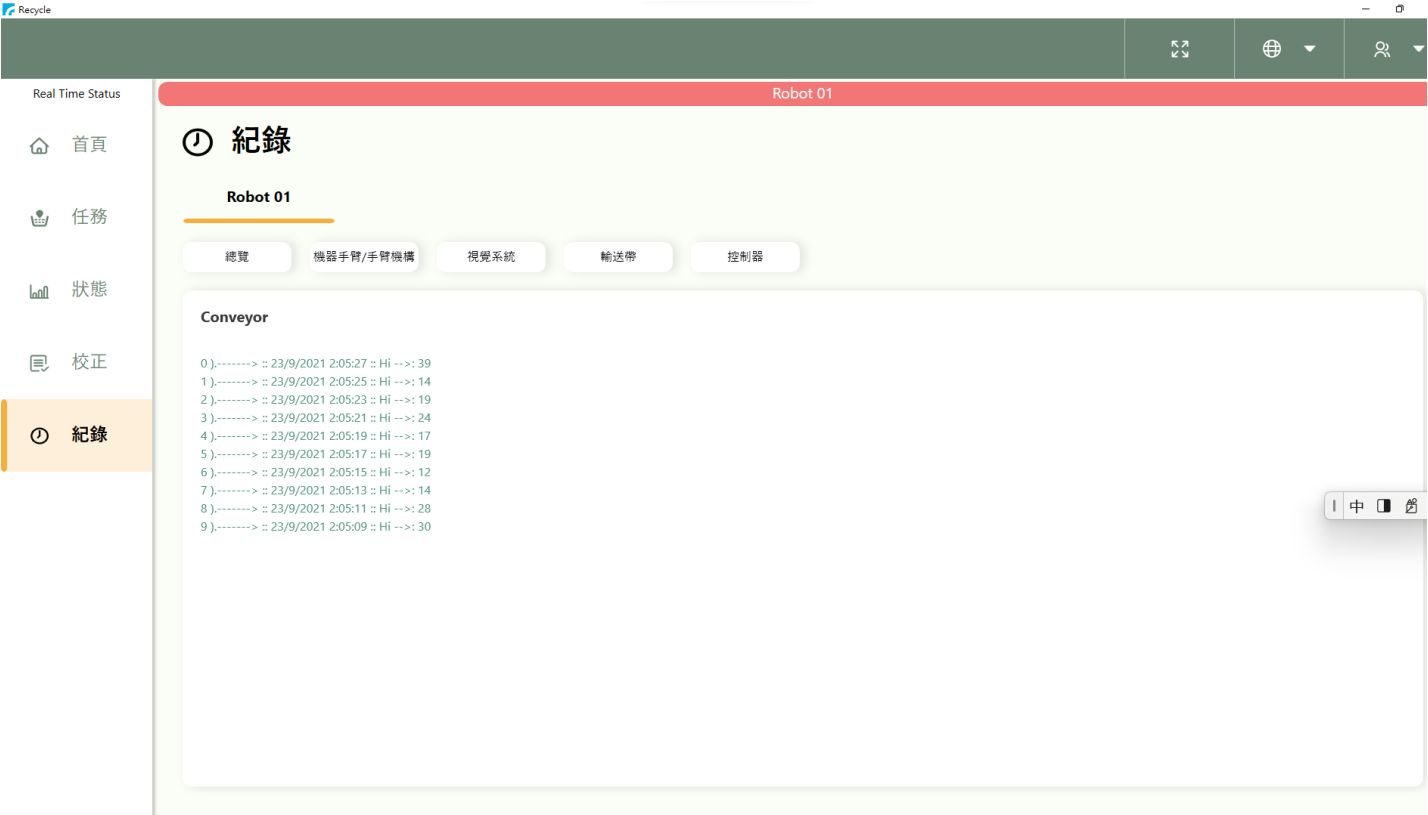 Recycle
Real Time Status
Robot 01
首頁
任務
狀態
校正
紀錄
紀錄
Robot 01
總覽 機器手臂/手臂機構 視覺系統 輸送帶 控制器
Conveyor
0 ).-------> :: 23/9/2021 2:05:27 :: Hi -->: 39
1 ).-------> :: 23/9/2021 2:05:25 :: Hi -->: 14
2 ).-------> :: 23/9/2021 2:05:23 :: Hi -->: 19
3 ).-------> :: 23/9/2021 2:05:21 :: Hi -->: 24
4 ).-------> :: 23/9/2021 2:05:19 :: Hi -->: 17
5 ).-------> :: 23/9/2021 2:05:17 :: Hi -->: 19
6 ).-------> :: 23/9/2021 2:05:15 :: Hi -->: 12
7 ).-------> :: 23/9/2021 2:05:13 :: Hi -->: 14
8 ).-------> :: 23/9/2021 2:05:11 :: Hi -->: 28
9 ).-------> :: 23/9/2021 2:05:09 :: Hi -->: 30
中